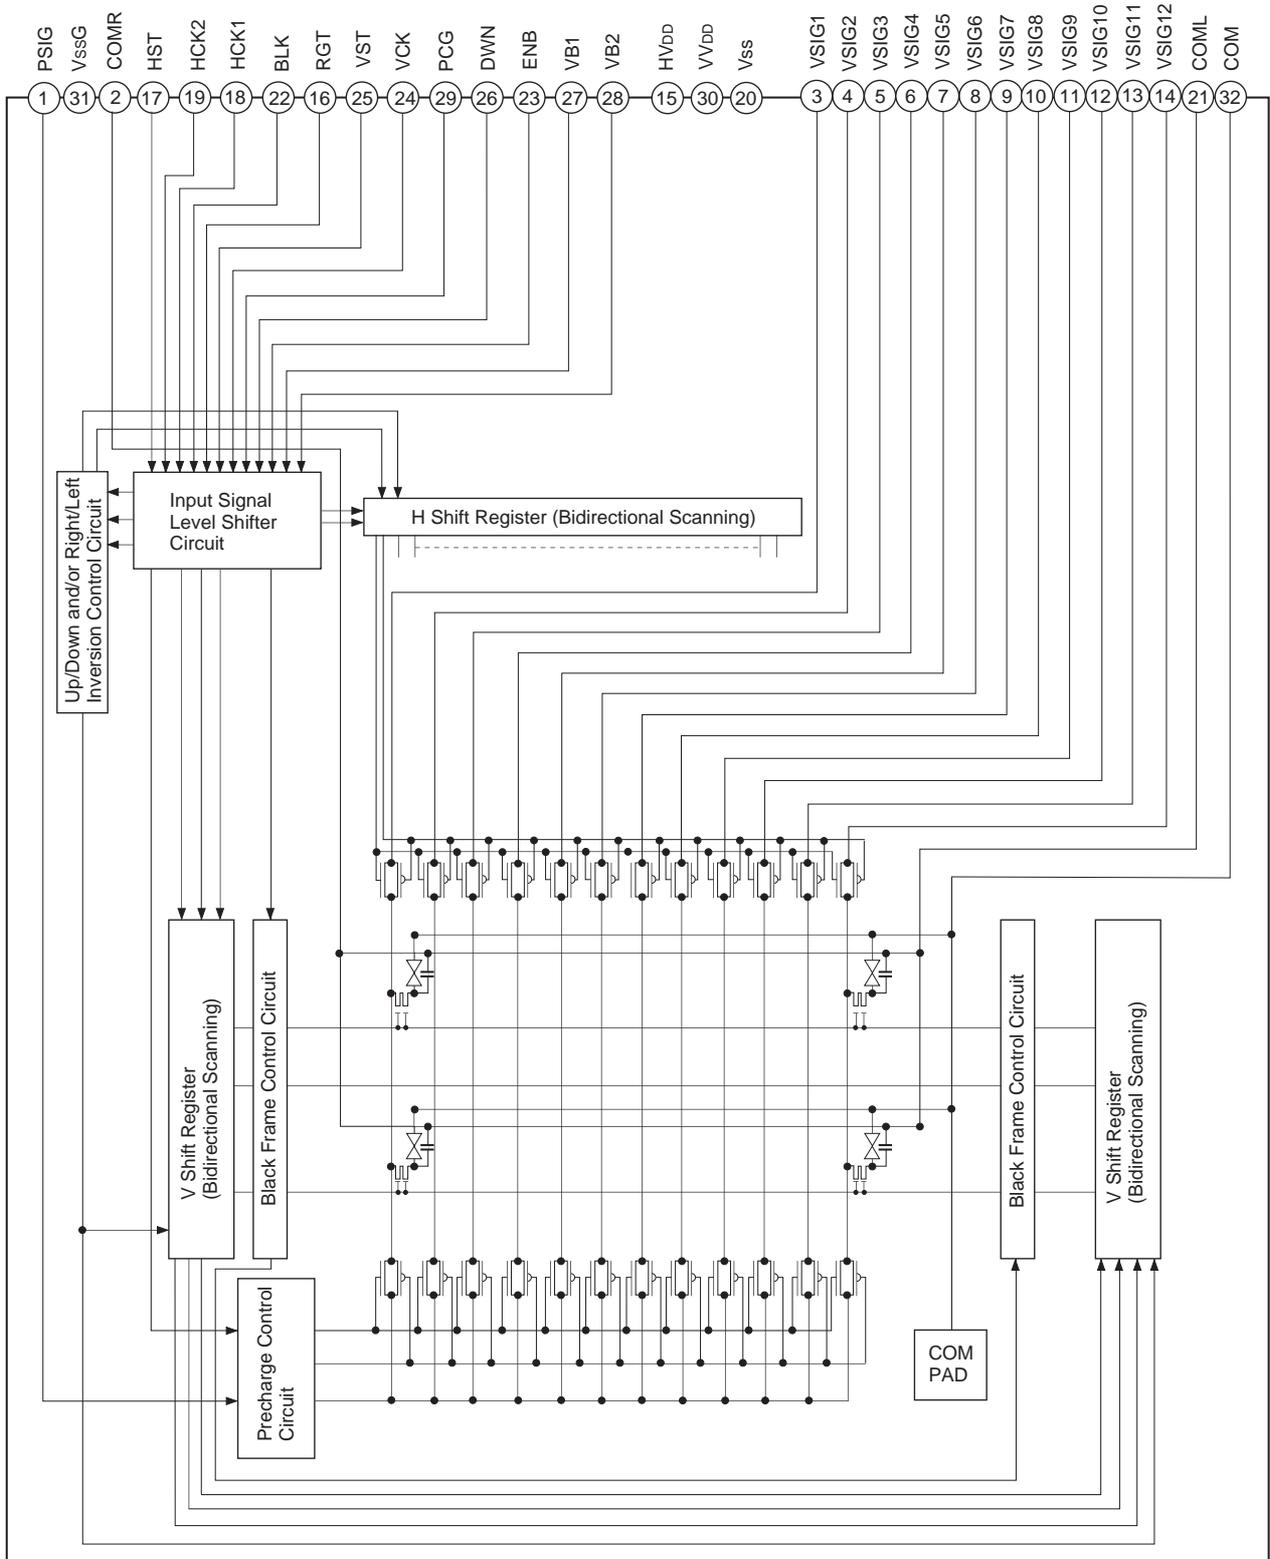 PSIG
VssG
COMR
HST
HCK2
HCK1
BLK
RGT
VST
VCK
PCG
DWN
ENB
VB1
VB2
HVDD
VVDD
Vss
VSIG1
VSIG2
VSIG3
VSIG4
VSIG5
VSIG6
VSIG7
VSIG8
VSIG9
VSIG10
VSIG11
VSIG12
COML
COM
1
31
2
17
19
18
22
16
25
24
29
26
23
27
28
15
30
20
3
4
5
6
7
8
9
10
11
12
13
14
21
32
Up/Down and/or Right/Left
Inversion Control Circuit
Input Signal
Level Shifter
Circuit
H Shift Register (Bidirectional Scanning)
V Shift Register
(Bidirectional Scanning)
Black Frame Control Circuit
Black Frame Control Circuit
V Shift Register
(Bidirectional Scanning)
Precharge Control
Circuit
COM
PAD